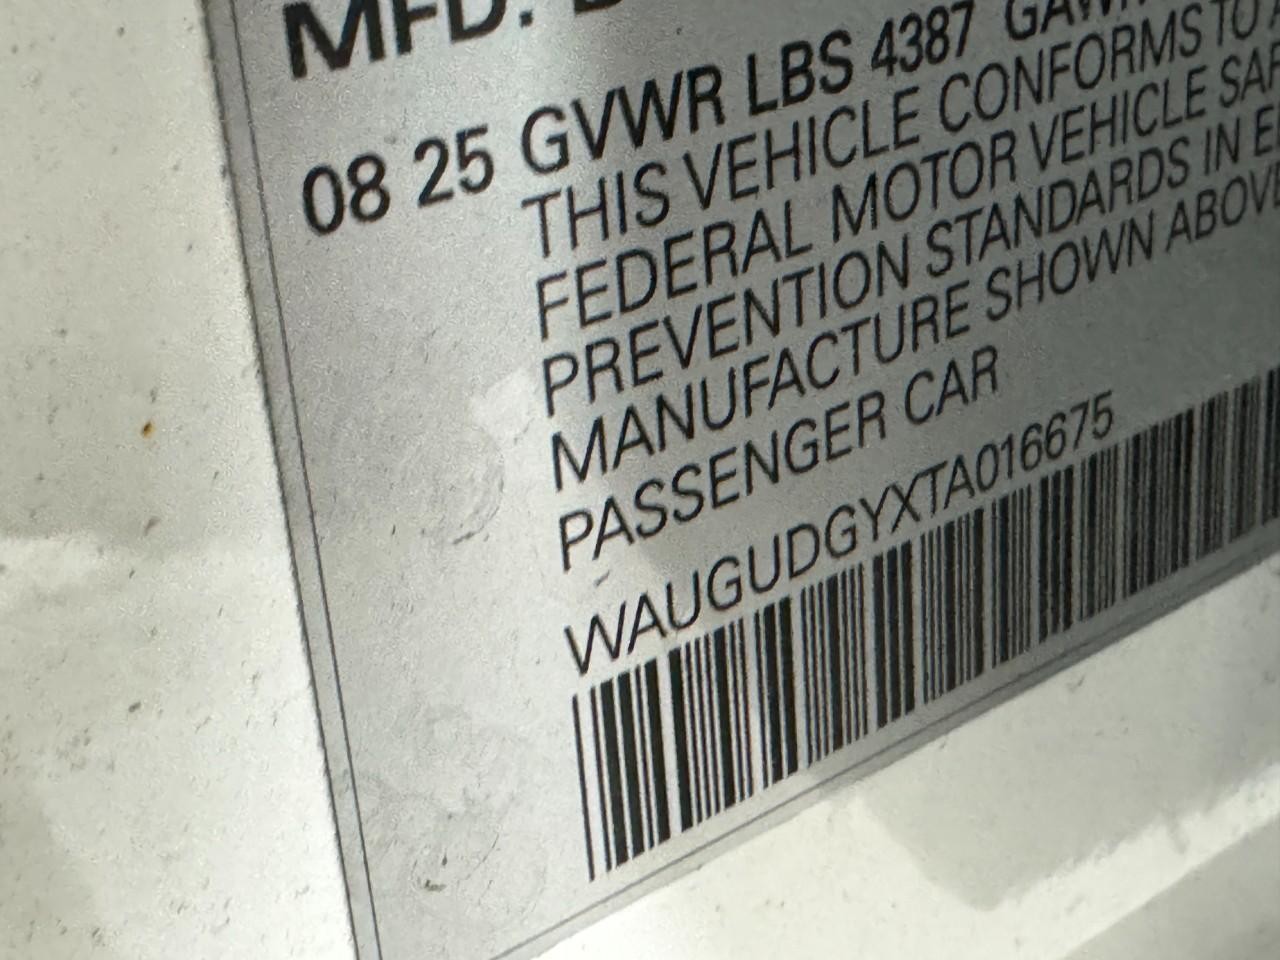 MFD.
08 25 GVWR LBS 4387
THIS VEHICLE CONFORMS TO
FEDERAL MOTOR VEHICLE
PREVENTION STANDARDS IN
MANUFACTURE SHOWN
PASSENGER CAR
WAUGUDGYXTA016675